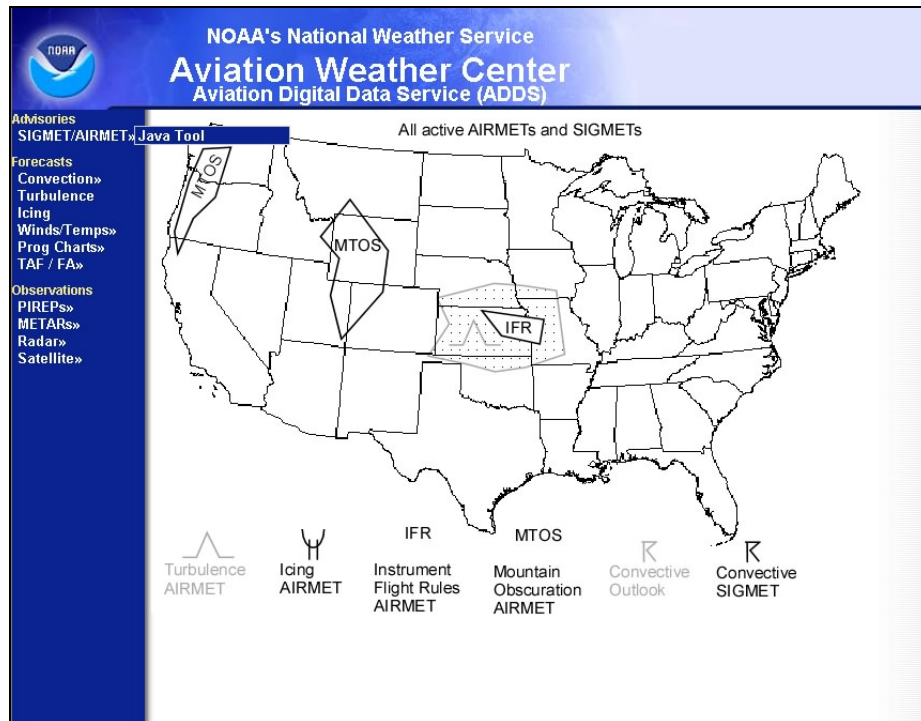 NOAA
NOAA's National Weather Service
Aviation Weather Center
Aviation Digital Data Service (ADDS)
Advisories
SIGMET/AIRMET» Java Tool
All active AIRMETs and SIGMETs
Forecasts
Convection»
Turbulence
Icing
Winds/Temps»
Prog Charts»
TAF / FA»
Observations
PIREPs»
METARs»
Radar»
Satellite»
MTOS
MTOS
IFR
Turbulence
AIRMET
Icing
AIRMET
IFR
Instrument
Flight Rules
AIRMET
MTOS
Mountain
Obscuration
AIRMET
Convective
Outlook
Convective
SIGMET